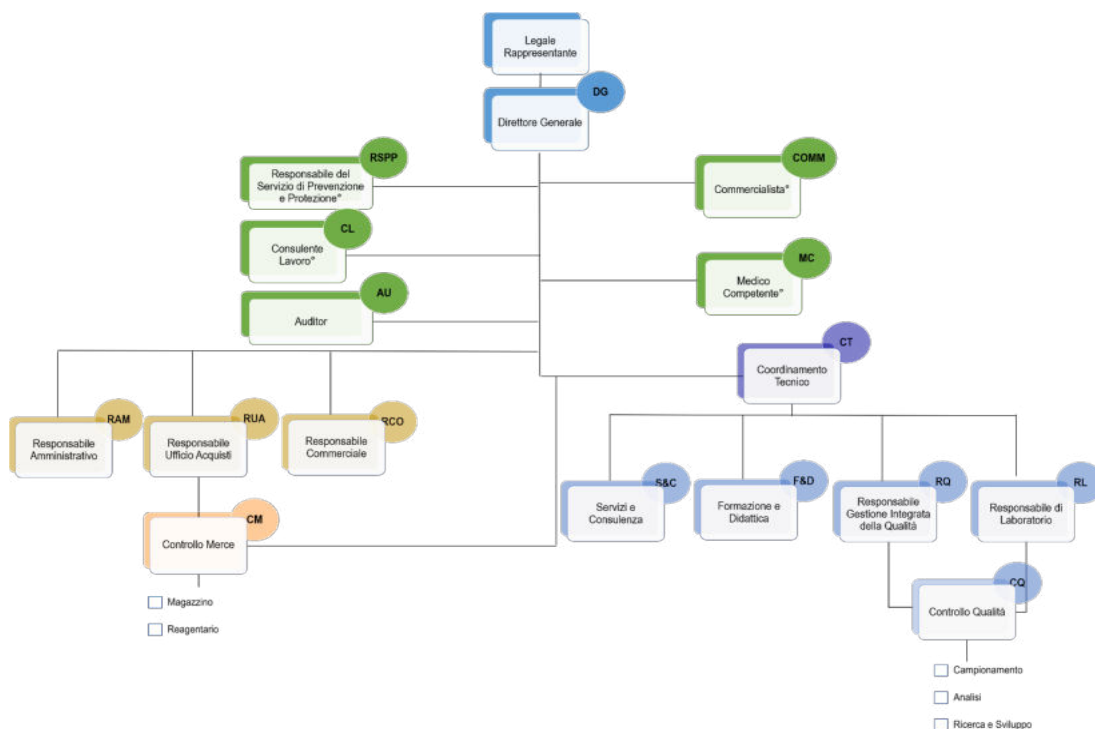 Legale
Rappresentante
DG
Direttore Generale
RSPP
Responsabile del
Servizio di Prevenzione
e Protezione°
COMM
Commercialista°
CL
Consulente
Lavoro°
MC
Medico
Competente°
AU
Auditor
CT
Coordinamento
Tecnico
RAM
Responsabile
Amministrativo
RUA
Responsabile
Ufficio Acquisti
RCO
Responsabile
Commerciale
S&C
Servizi e
Consulenza
F&D
Formazione e
Didattica
RQ
Responsabile
Gestione Integrata
della Qualità
RL
Responsabile di
Laboratorio
CM
Controllo Merce
Magazzino
Reagentario
CQ
Controllo Qualità
Campionamento
Analisi
Ricerca e Sviluppo